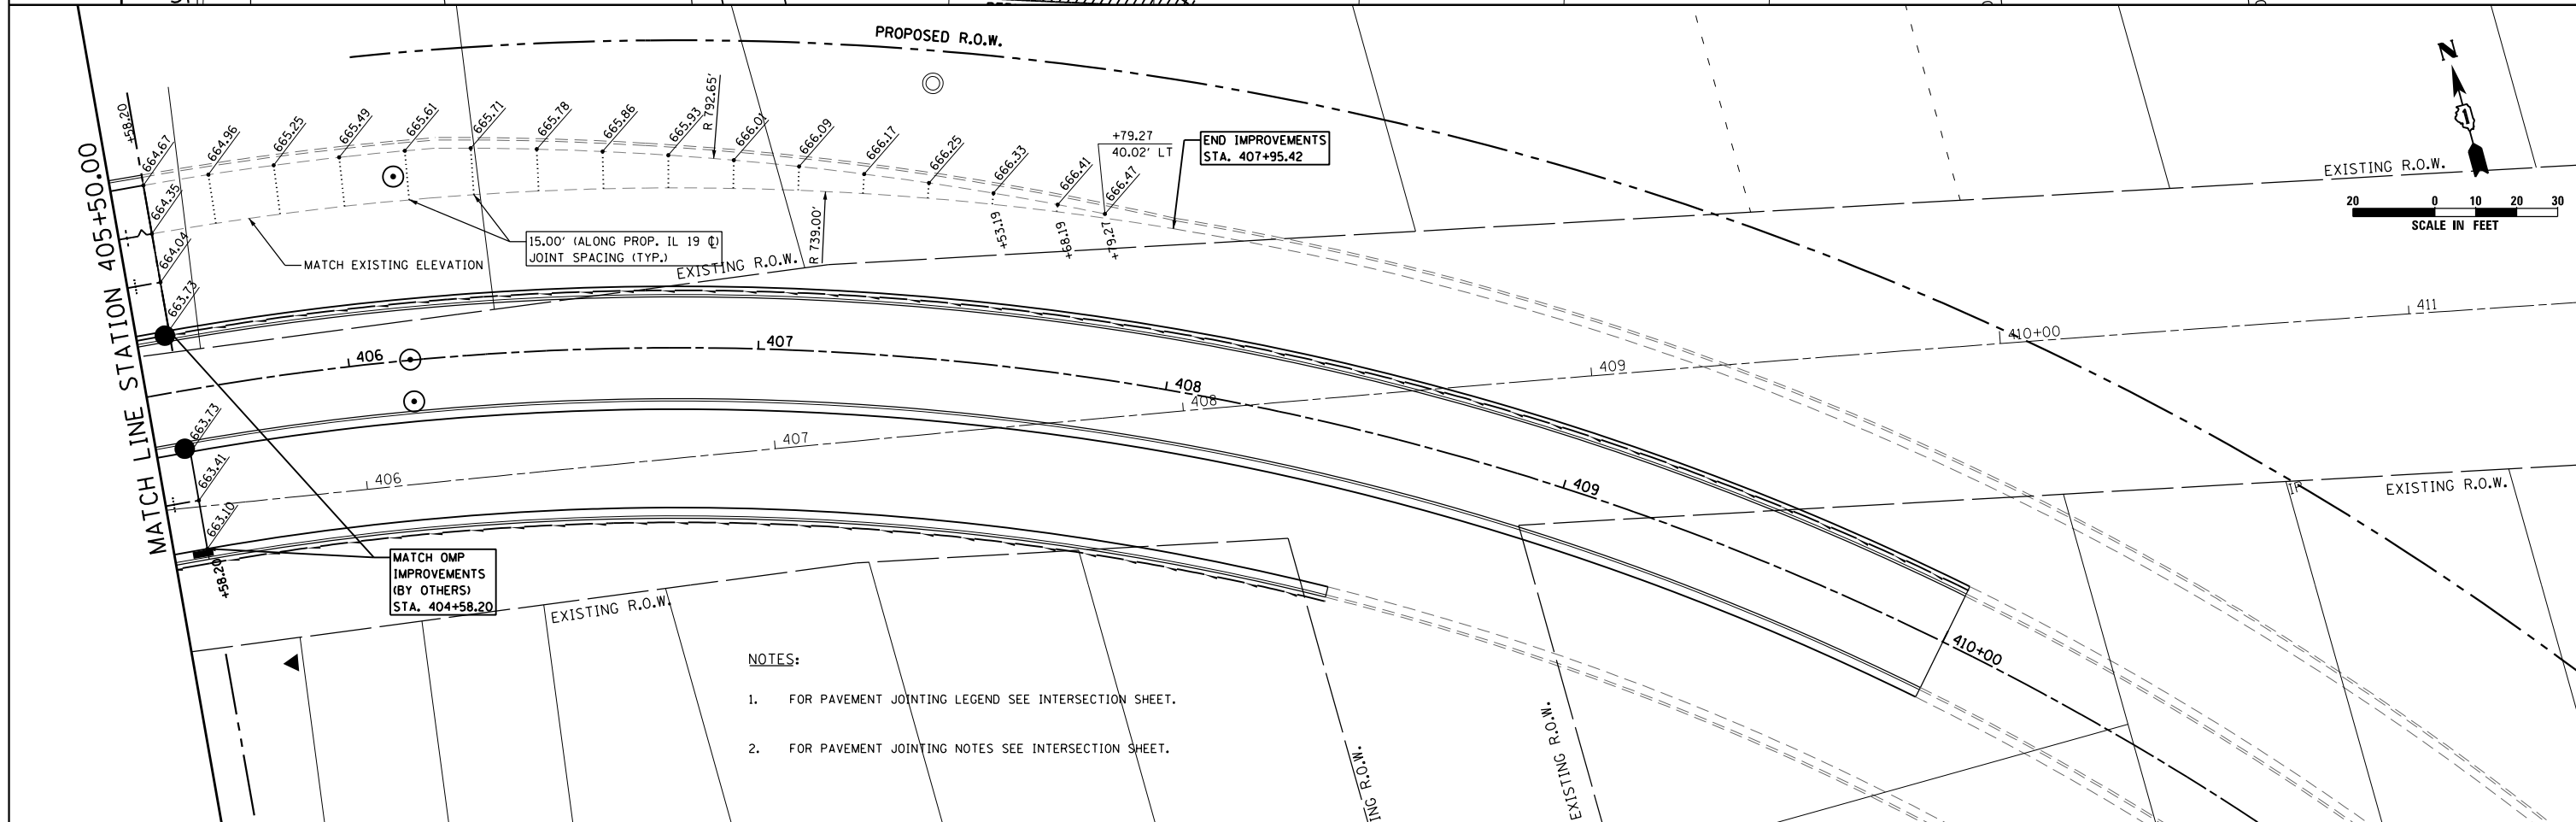 PROPOSED R.O.W.
N
1
+58.20
664.67
664.96
665.25
665.49
665.61
665.71
665.78
665.86
665.93
R 792.65'
666.01
666.09
666.17
666.25
666.33
666.41
+79.27
40.02' LT
666.47
END IMPROVEMENTS
STA. 407+95.42
EXISTING R.O.W.
20 0 10 20 30
SCALE IN FEET
MATCH LINE STATION 405+50.00
664.35
664.04
663.73
MATCH EXISTING ELEVATION
15.00' (ALONG PROP. IL 19 ℄)
JOINT SPACING (TYP.)
EXISTING R.O.W.
R 739.00'
+53.19
+68.19
+79.27
406
407
408
409
410+00
411
410+00
409
408
407
406
663.73
663.41
663.10
+58.20
MATCH OMP
IMPROVEMENTS
(BY OTHERS)
STA. 404+58.20
EXISTING R.O.W.
EXISTING R.O.W.
NOTES:
1. FOR PAVEMENT JOINTING LEGEND SEE INTERSECTION SHEET.
2. FOR PAVEMENT JOINTING NOTES SEE INTERSECTION SHEET.
ING R.O.W.
EXISTING R.O.W.